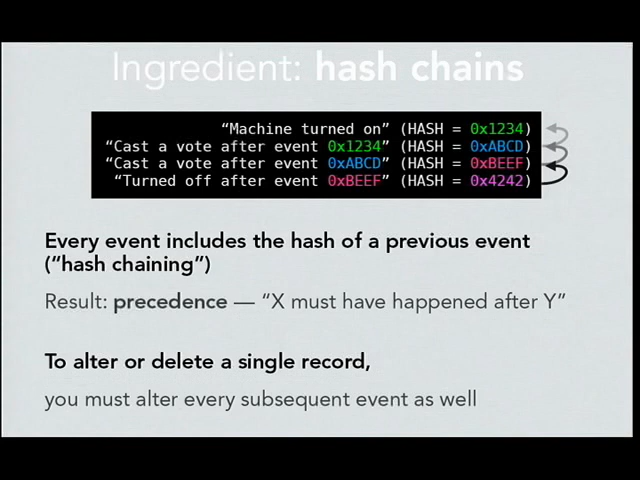 Ingredient: hash chains
“Machine turned on” (HASH = 0x1234)
“Cast a vote after event 0x1234” (HASH = 0xABCD)
“Cast a vote after event 0xABCD” (HASH = 0xBEEF)
“Turned off after event 0xBEEF” (HASH = 0x4242)
Every event includes the hash of a previous event
(“hash chaining”)
Result: precedence — “X must have happened after Y”
To alter or delete a single record,
you must alter every subsequent event as well